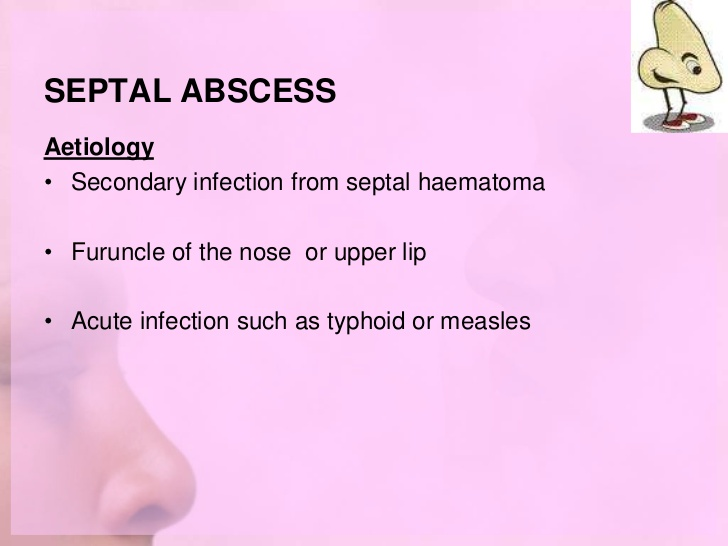 SEPTAL ABSCESS
Aetiology
• Secondary infection from septal haematoma
• Furuncle of the nose  or upper lip
• Acute infection such as typhoid or measles